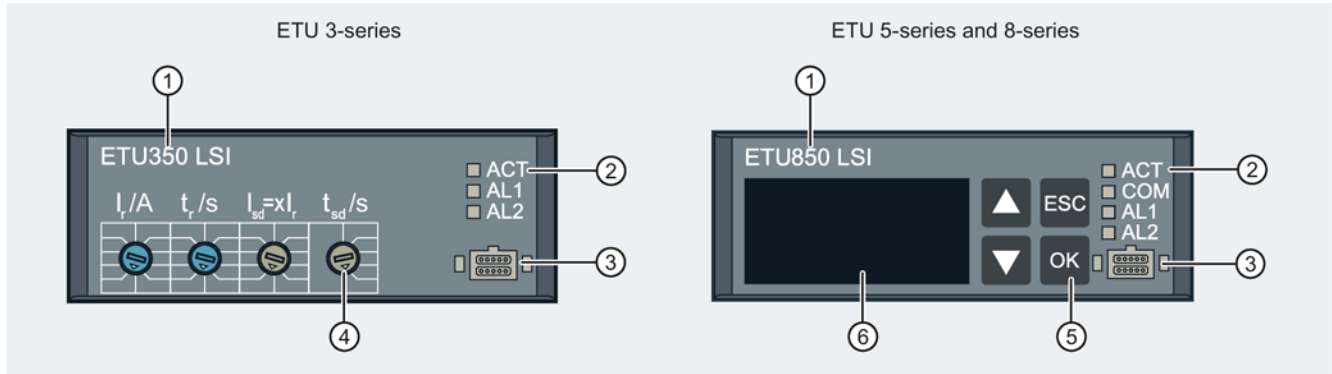 ETU 3-series
ETU 5-series and 8-series
1
ETU350 LSI
ACT
2
AL1
AL2
Ir/A tr/s Isd=xIr tsd/s
3
4
1
ETU850 LSI
ACT
2
COM
AL1
AL2
ESC
OK
3
6
5